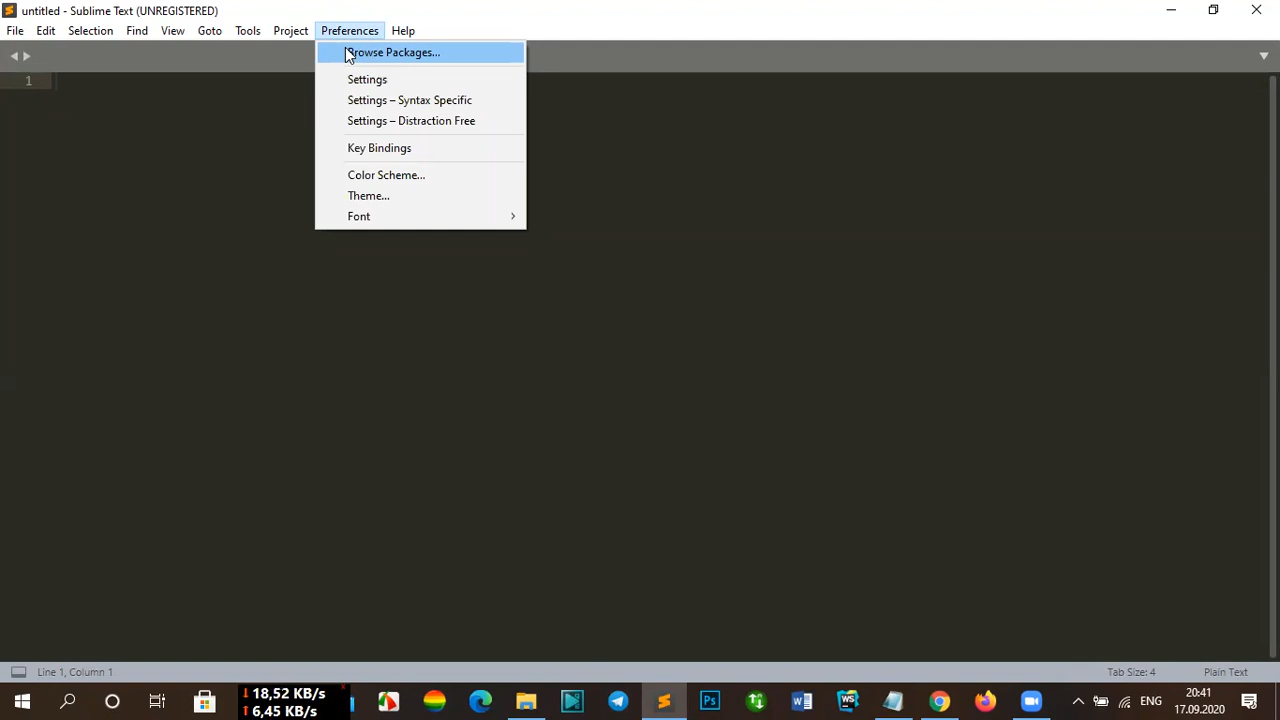 untitled - Sublime Text (UNREGISTERED)
File Edit Selection Find View Goto Tools Project Preferences Help
Browse Packages...
1
Settings
Settings – Syntax Specific
Settings – Distraction Free
Key Bindings
Color Scheme...
Theme...
Font
Line 1, Column 1 Tab Size: 4 Plain Text
18,52 KB/s
6,45 KB/s
Ps
W
WS
ENG
20:41
17.09.2020